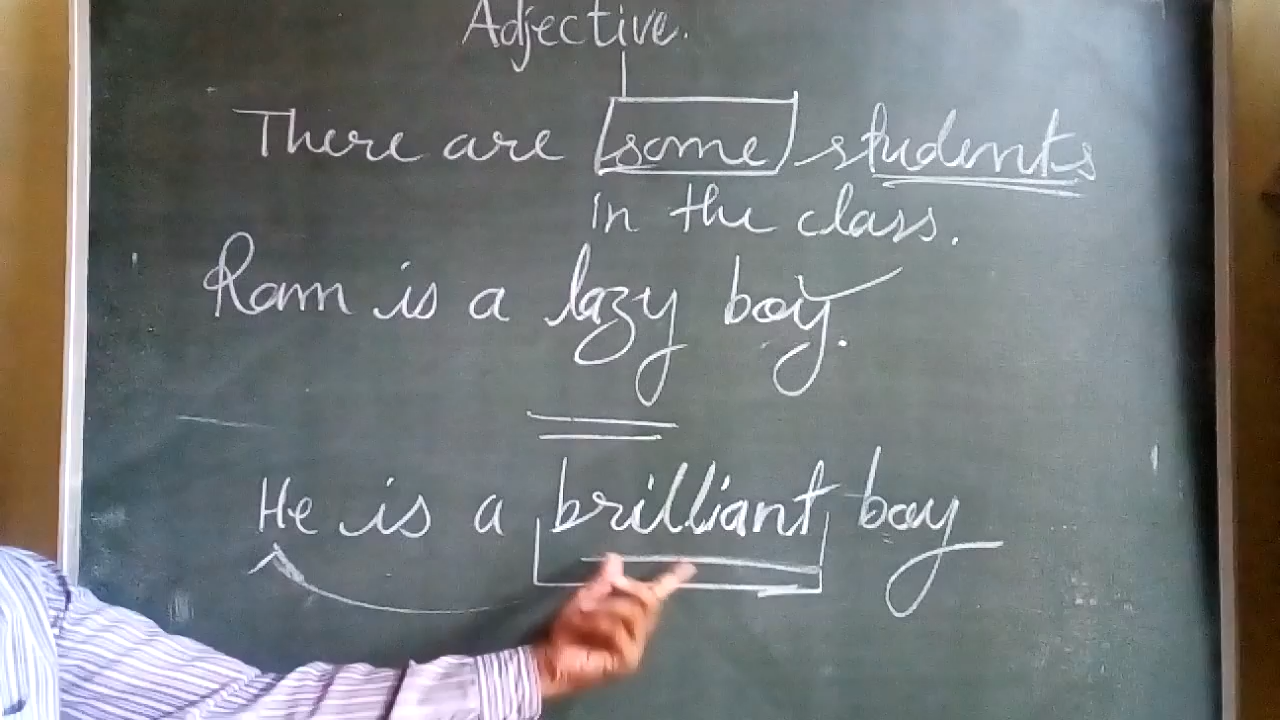 Adjective.
There are some students
in the class.
Ram is a lazy boy.
He is a brilliant boy